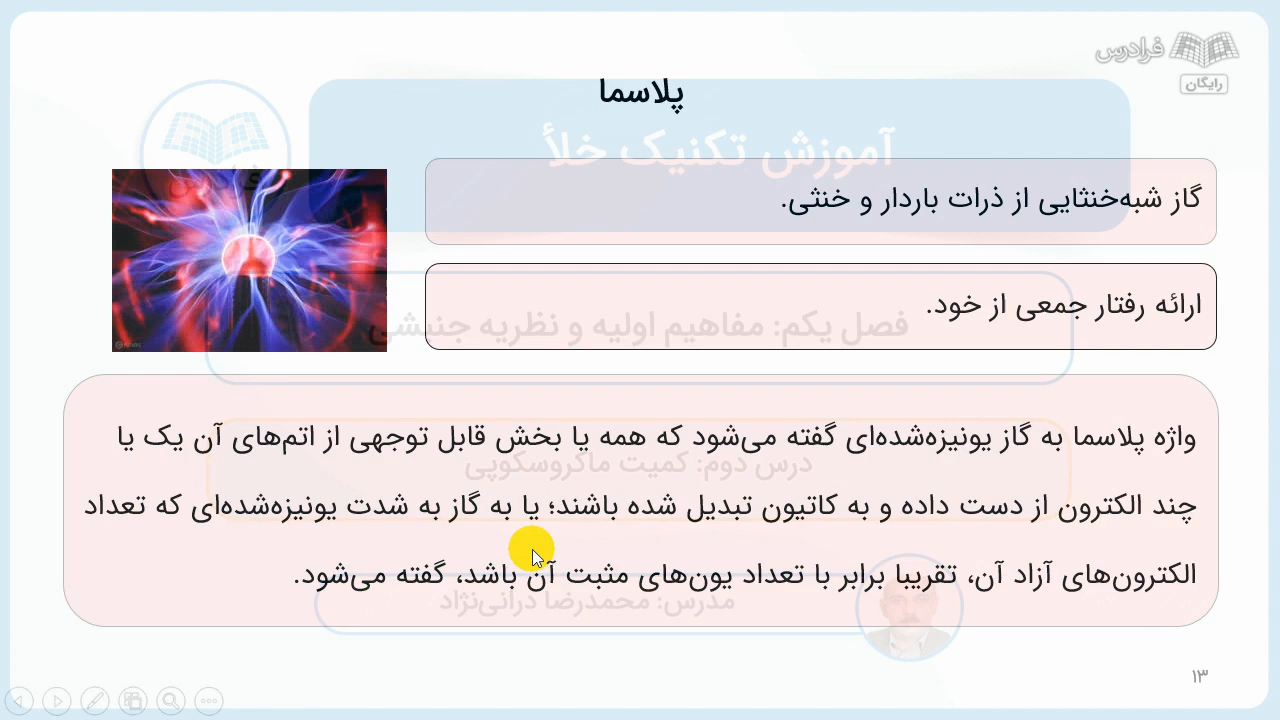 فرادرس
رایگان
پلاسما
آموزش تکنیک خلأ
گاز شبه‌خنثایی از ذرات باردار و خنثی.
ارائه رفتار جمعی از خود.
فصل یکم: مفاهیم اولیه و نظریه جنبشی
واژه پلاسما به گاز یونیزه‌شده‌ای گفته می‌شود که همه یا بخش قابل توجهی از اتم‌های آن یک یا
درس دوم: کمیت ماکروسکوپی
چند الکترون از دست داده و به کاتیون تبدیل شده باشند؛ یا به گاز به شدت یونیزه‌شده‌ای که تعداد
الکترون‌های آزاد آن، تقریبا برابر با تعداد یون‌های مثبت آن باشد، گفته می‌شود.
مدرس: محمدرضا درانی‌نژاد
۱۳